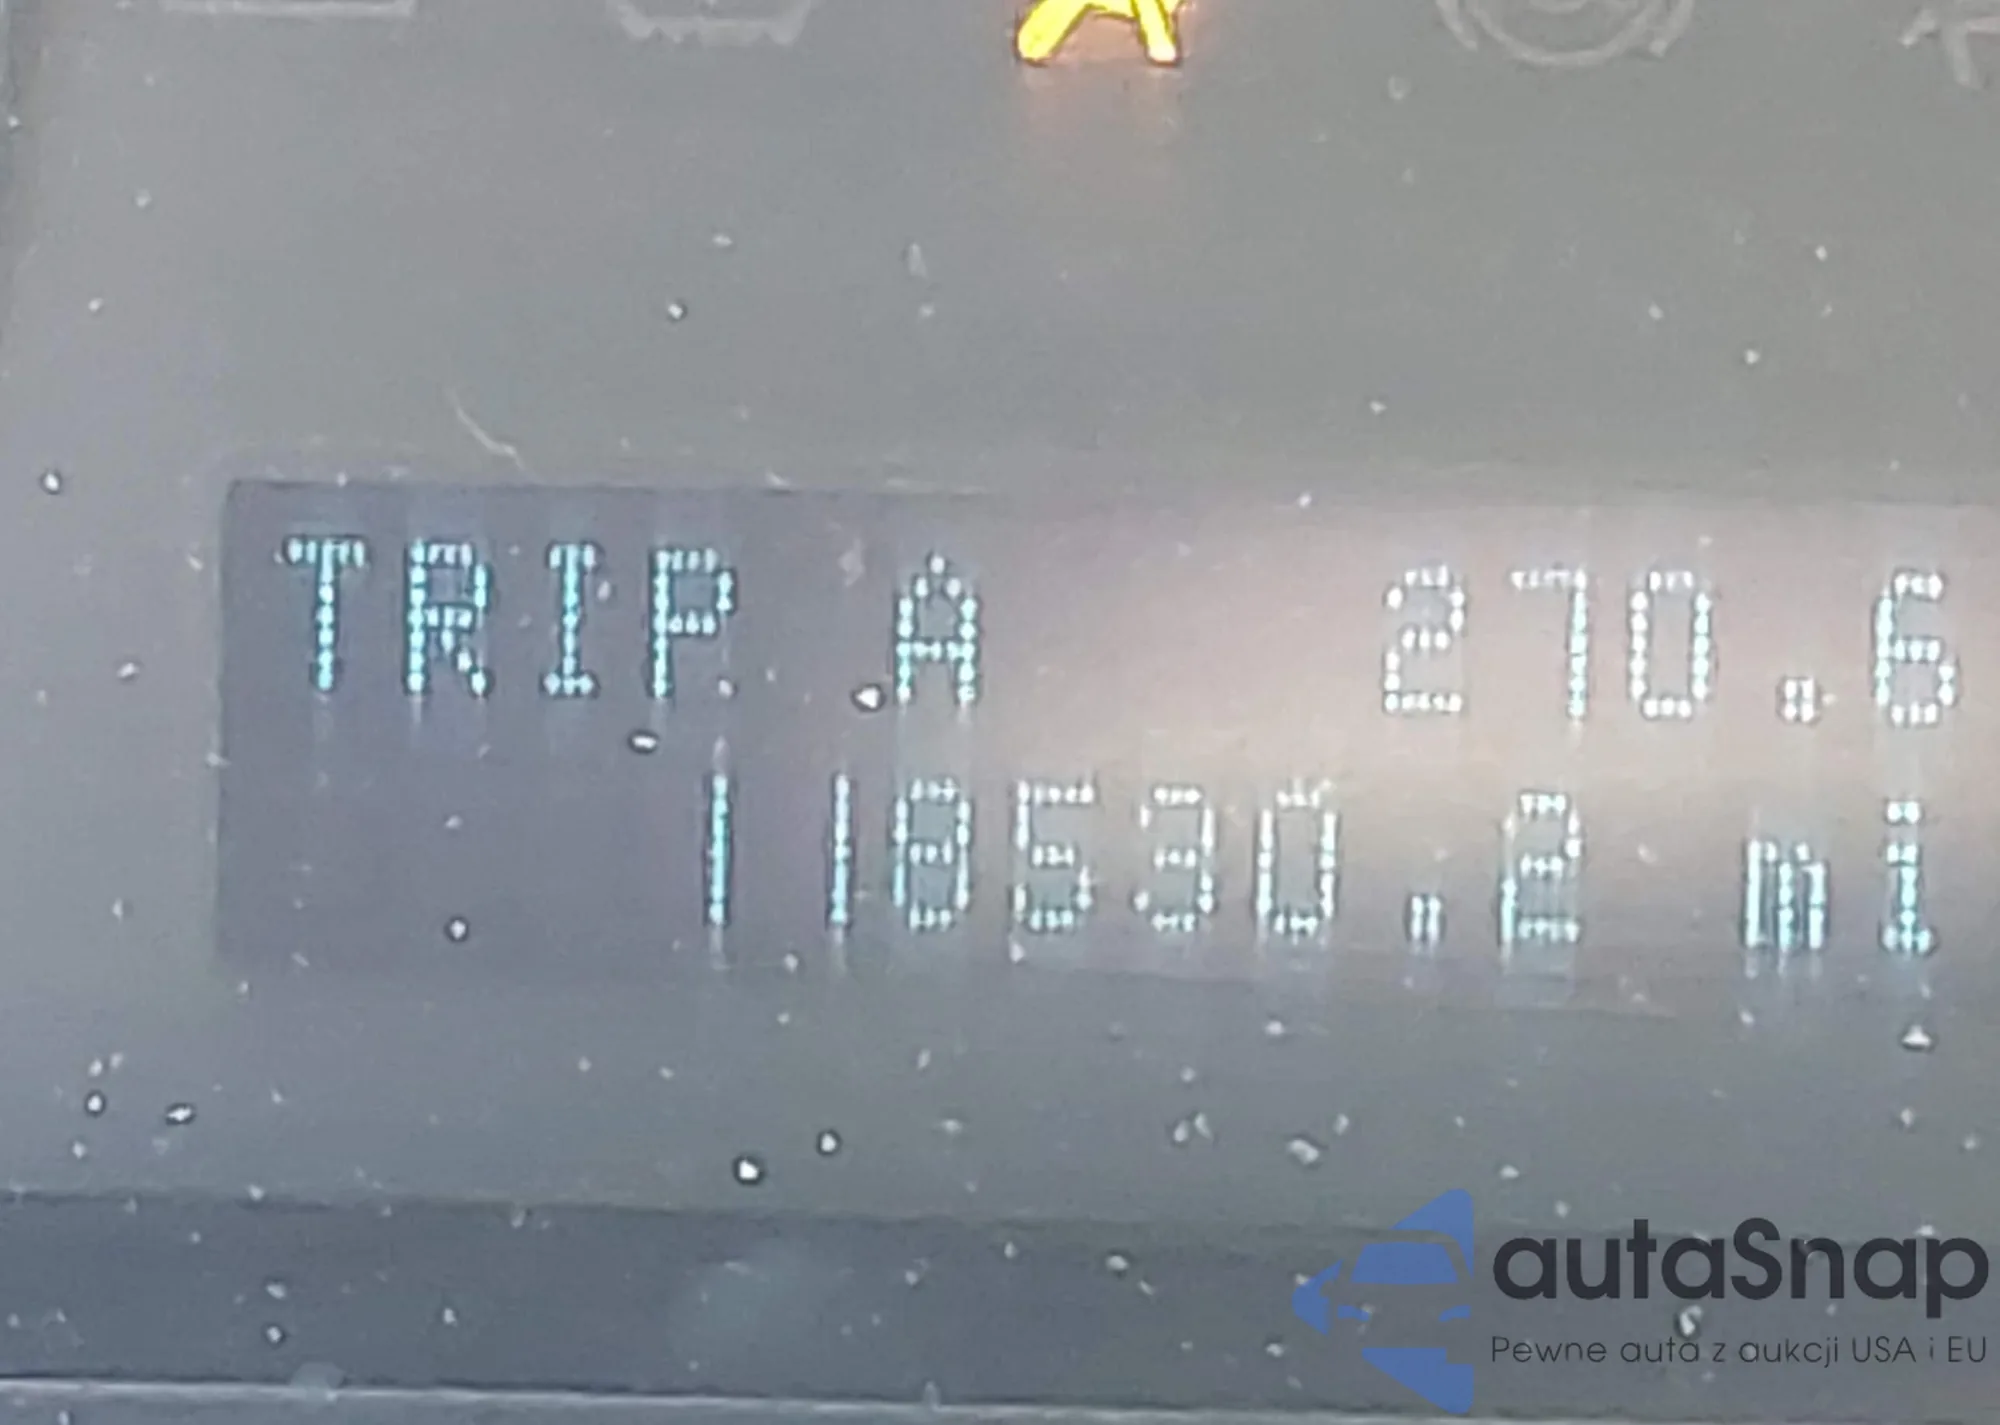 TRIP A 270.6
118530.2 mi
autaSnap
Pewne auta z aukcji USA i EU